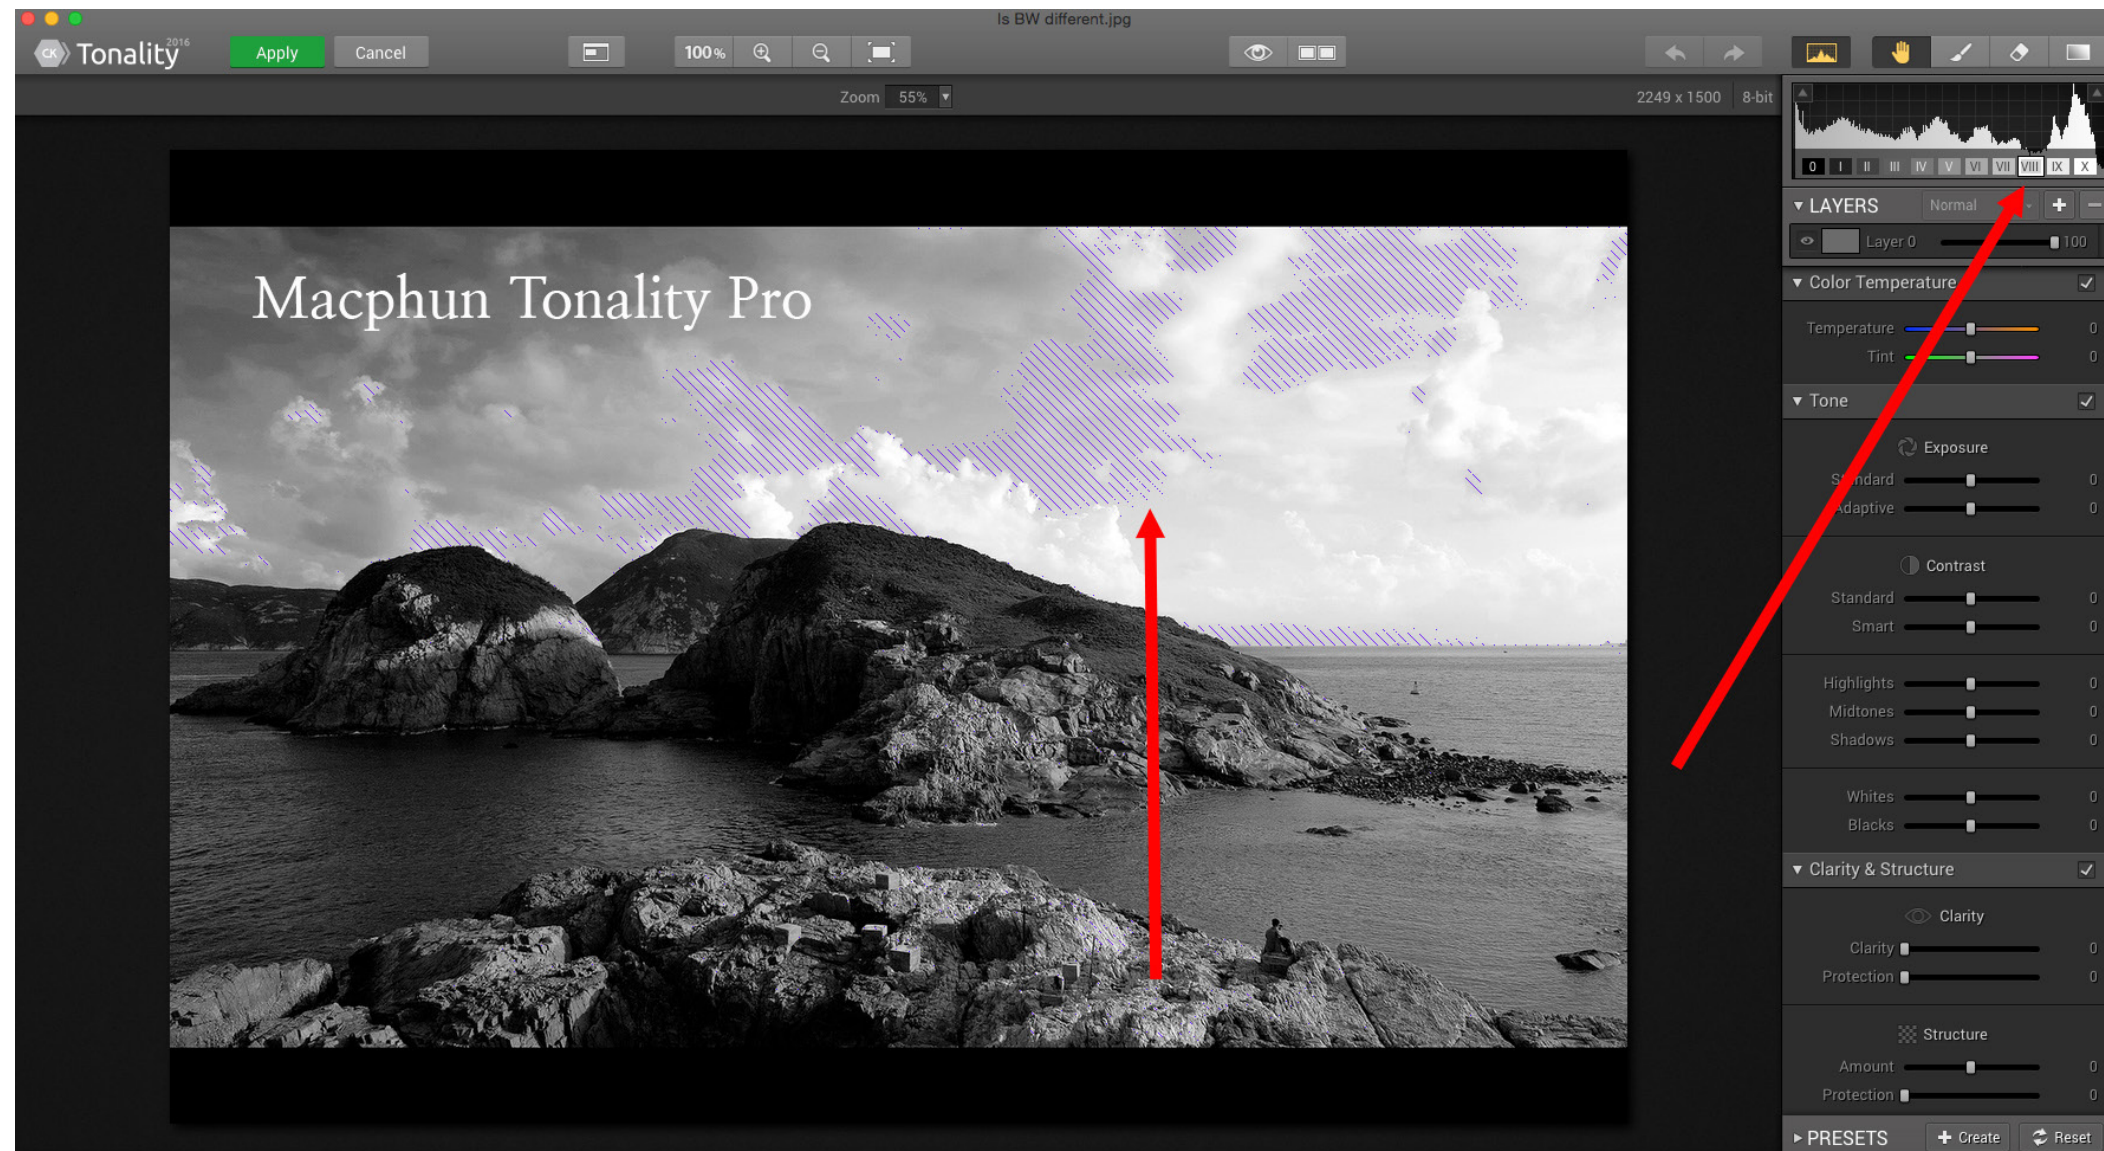 Is BW different.jpg
CK Tonality 2016
Apply
Cancel
100%
Zoom 55%
2249 x 1500 8-bit
0 I II III IV V VI VII VIII IX X
LAYERS Normal
Layer 0 100
Macphun Tonality Pro
Color Temperature
Temperature 0
Tint 0
Tone
Exposure
Standard 0
Adaptive 0
Contrast
Standard 0
Smart 0
Highlights 0
Midtones 0
Shadows 0
Whites 0
Blacks 0
Clarity & Structure
Clarity
Clarity 0
Protection 0
Structure
Amount 0
Protection 0
PRESETS Create Reset